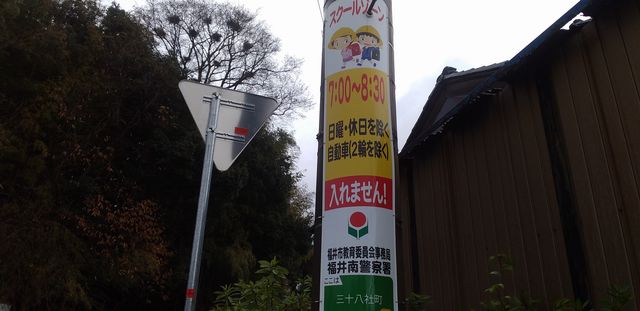 スクールゾーン
7:00～8:30
日曜・休日を除く
自動車(2輪を除く)
入れません!
福井市教育委員会事務局
福井南警察署
ここは
三十八社町